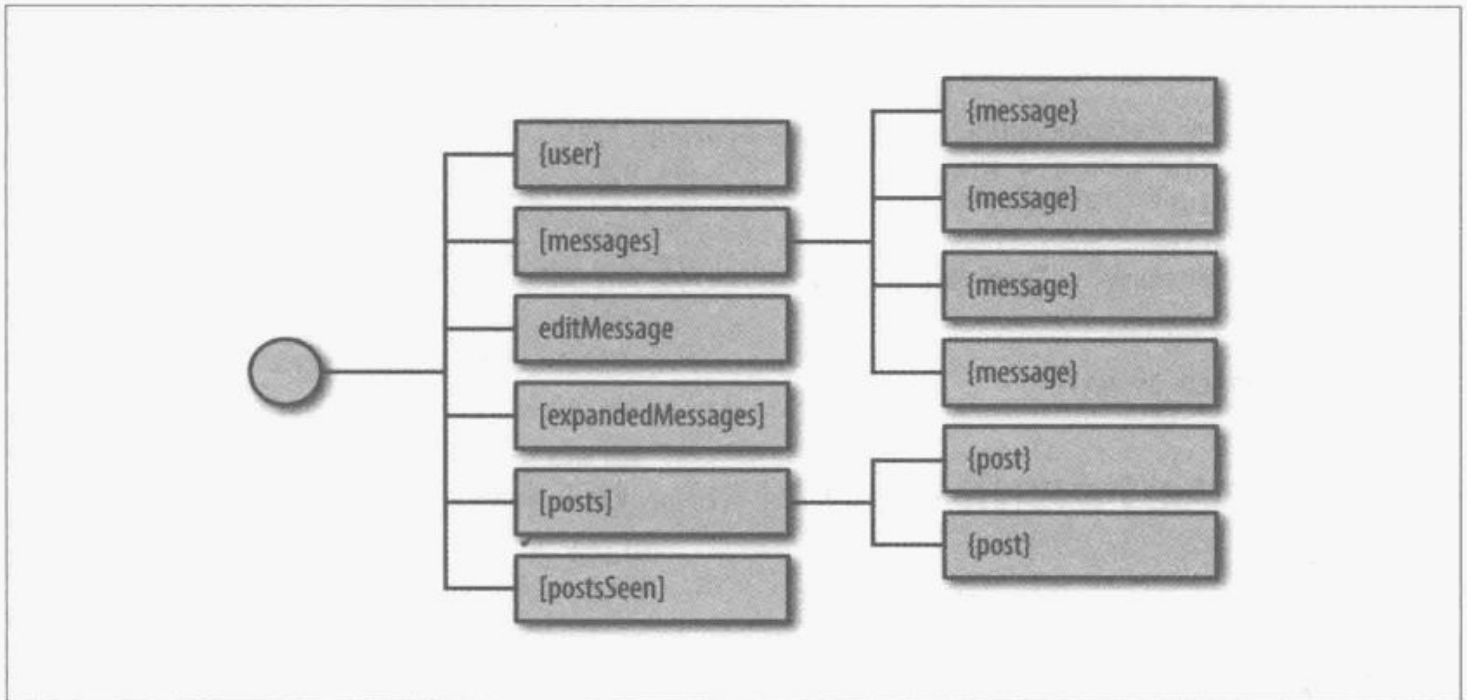 {user}
[messages]
editMessage
[expandedMessages]
[posts]
[postsSeen]
{message}
{message}
{message}
{message}
{post}
{post}